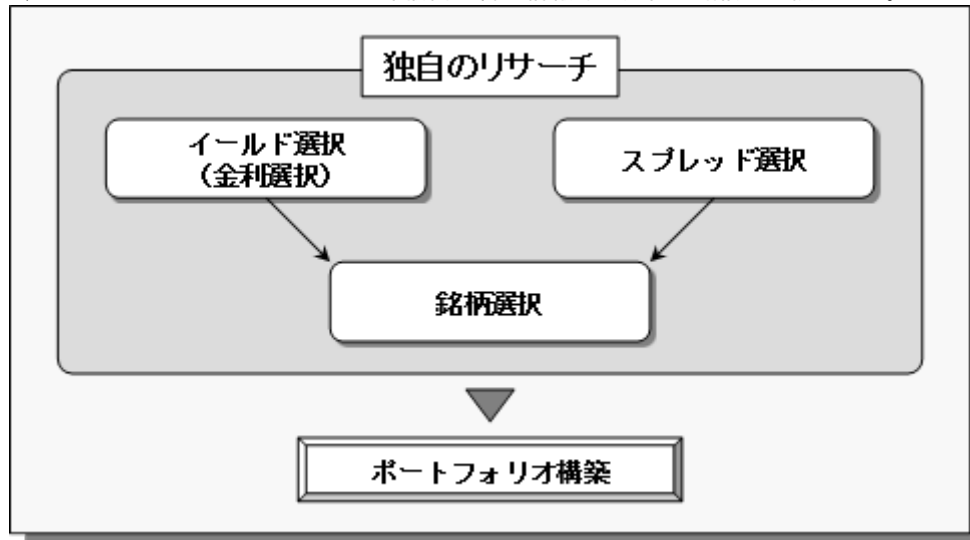 独自のリサーチ
イールド選択
(金利選択)
スプレッド選択
銘柄選択
ポートフォリオ構築